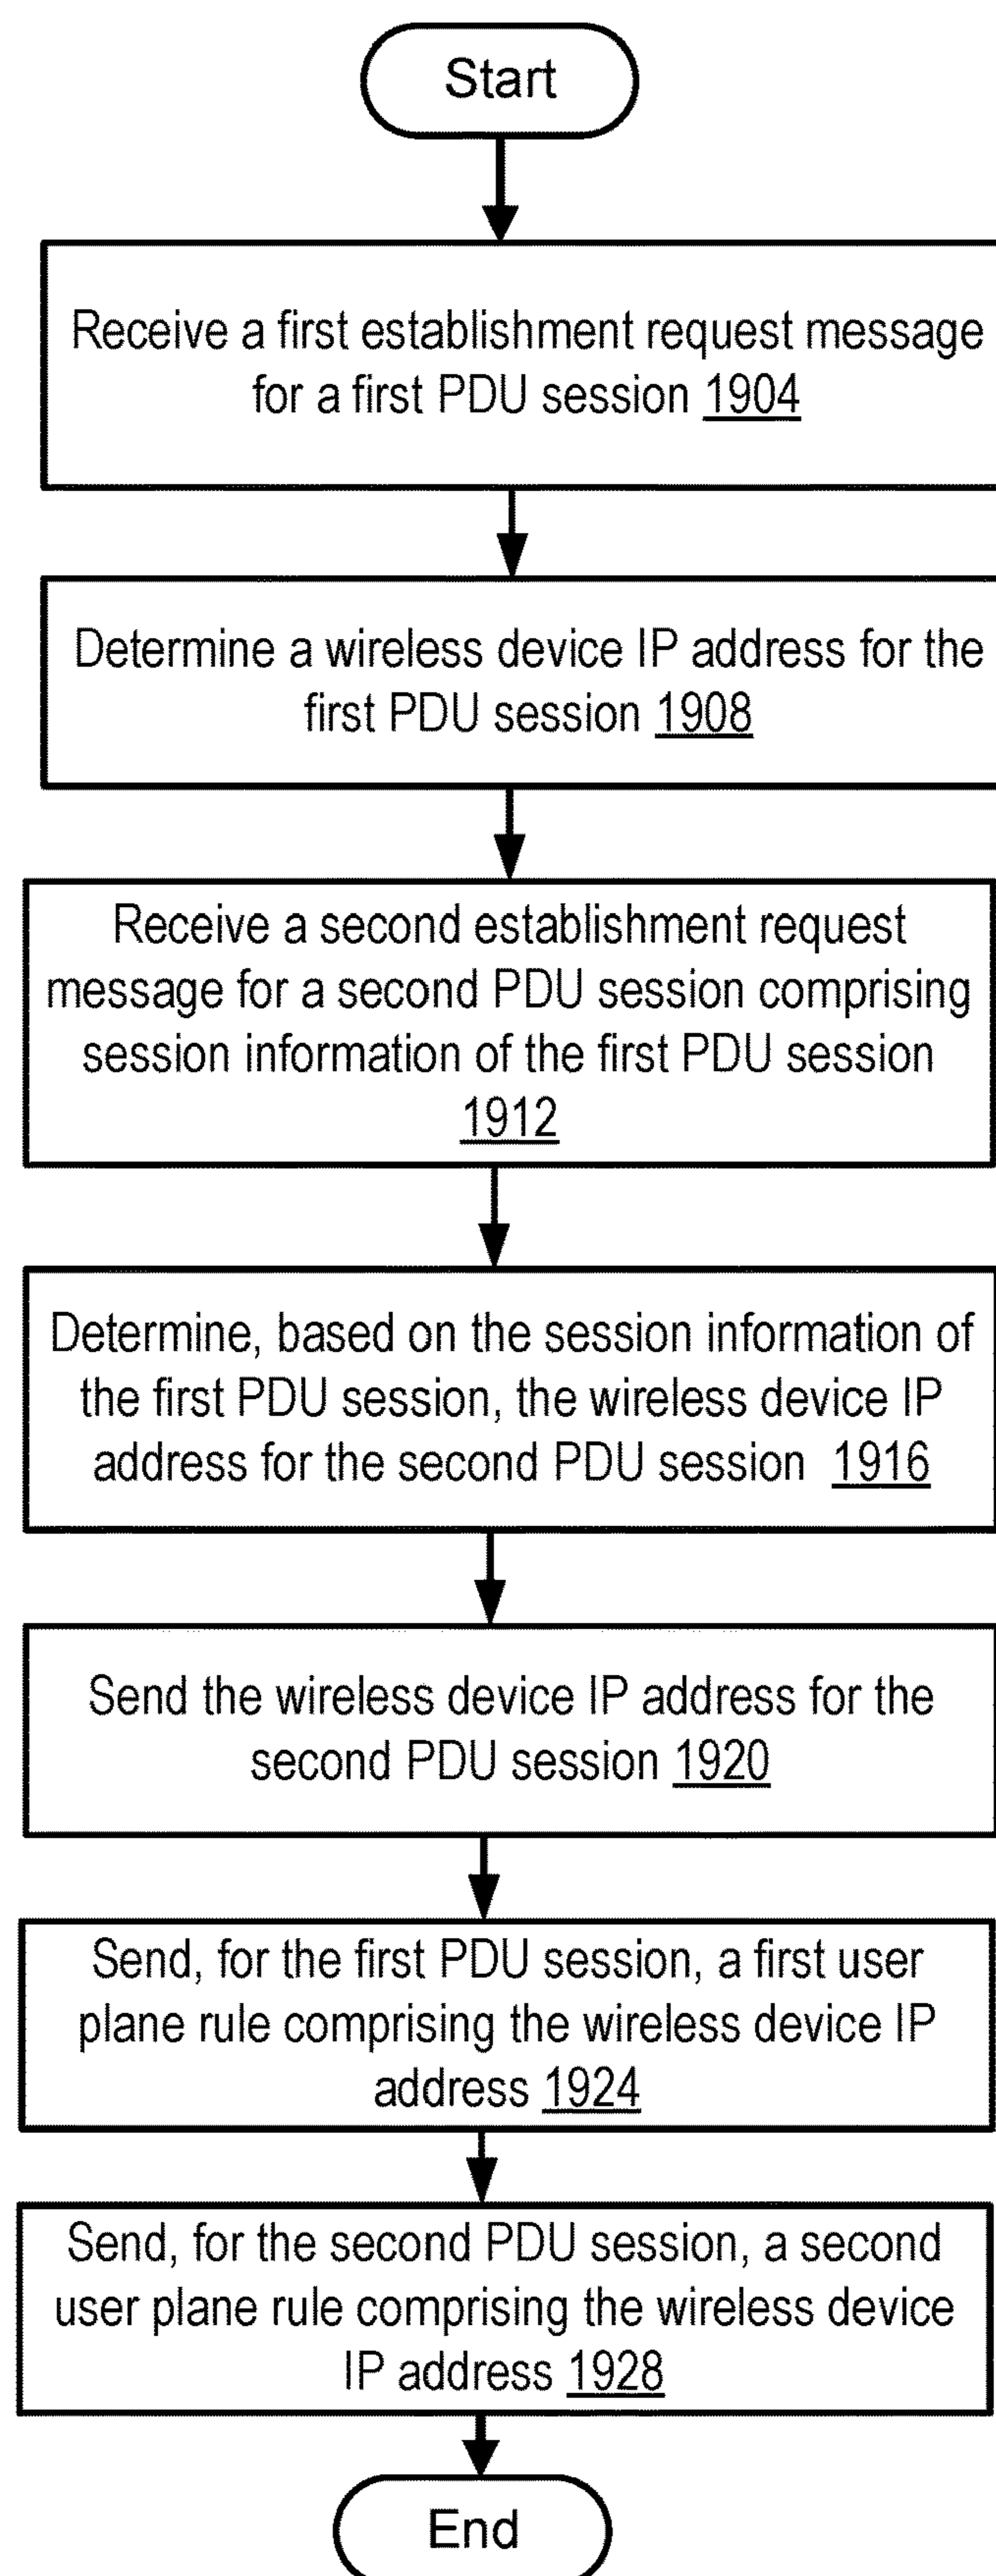 Start
Receive a first establishment request message
for a first PDU session 1904
Determine a wireless device IP address for the
first PDU session 1908
Receive a second establishment request
message for a second PDU session comprising
session information of the first PDU session
1912
Determine, based on the session information of
the first PDU session, the wireless device IP
address for the second PDU session 1916
Send the wireless device IP address for the
second PDU session 1920
Send, for the first PDU session, a first user
plane rule comprising the wireless device IP
address 1924
Send, for the second PDU session, a second
user plane rule comprising the wireless device
IP address 1928
End